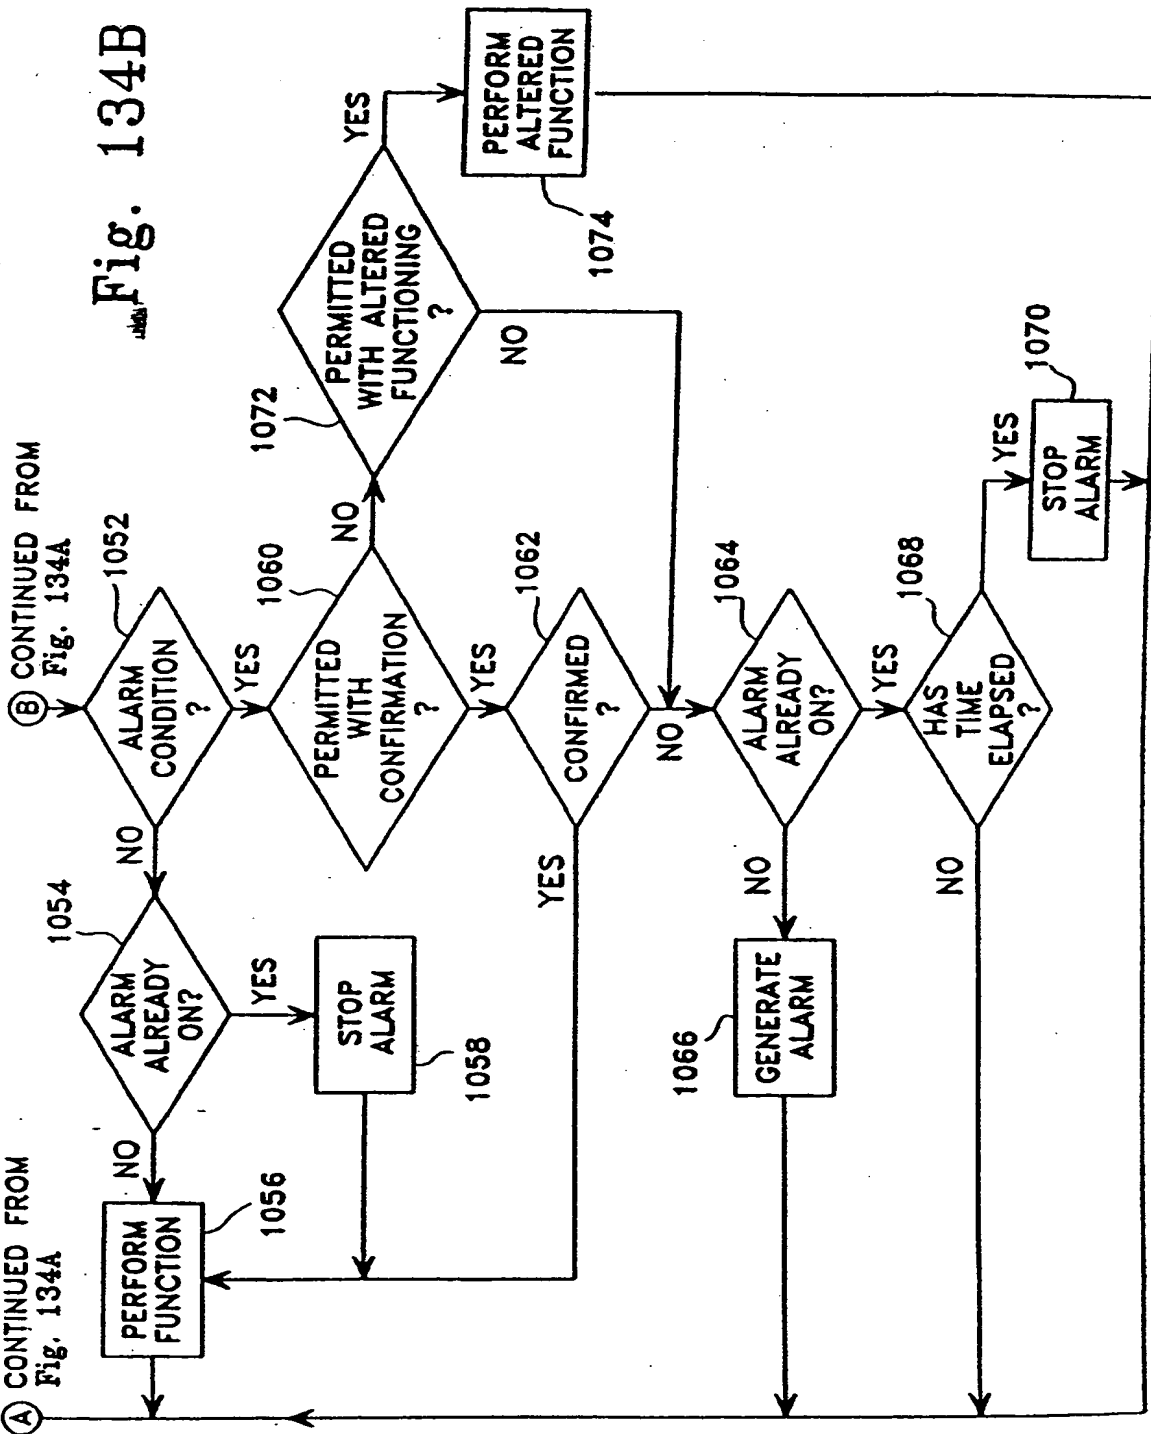 Fig. 134B
A
CONTINUED FROM
Fig. 134A
B
CONTINUED FROM
Fig. 134A
ALARM
CONDITION
?
1052
NO
YES
ALARM
ALREADY
ON?
1054
NO
YES
PERFORM
FUNCTION
1056
STOP
ALARM
1058
PERMITTED
WITH
CONFIRMATION
?
1060
NO
YES
PERMITTED
WITH ALTERED
FUNCTIONING
?
1072
YES
NO
PERFORM
ALTERED
FUNCTION
1074
CONFIRMED
?
1062
YES
NO
ALARM
ALREADY
ON?
1064
NO
YES
GENERATE
ALARM
1066
HAS
TIME
ELAPSED
?
1068
NO
YES
STOP
ALARM
1070